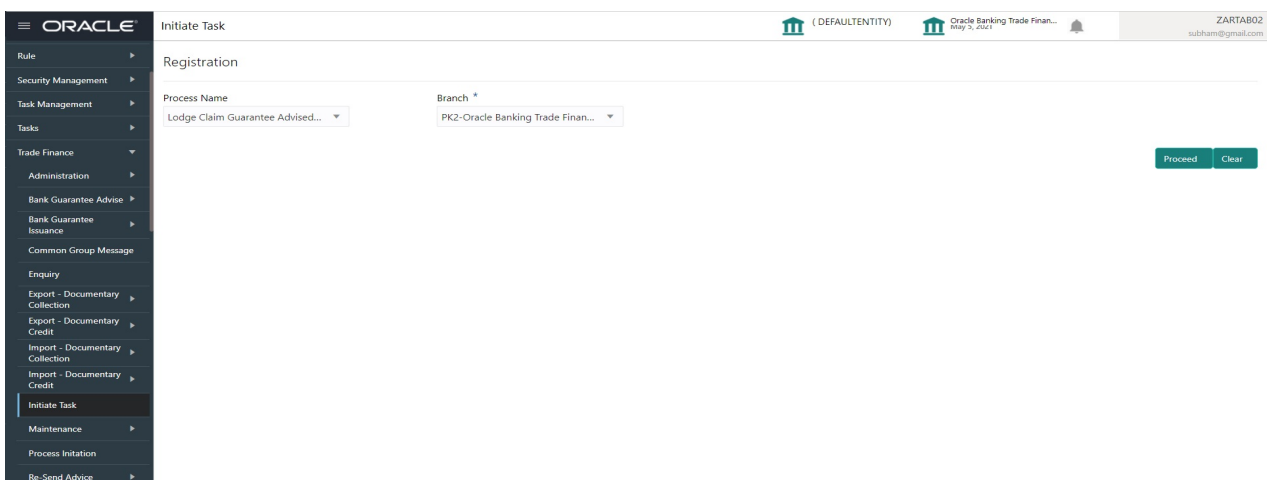 ORACLE
Initiate Task
( DEFAULTENTITY)
Oracle Banking Trade Finan...
May 5, 2021
ZARTAB02
subham@gmail.com
Rule
Security Management
Task Management
Tasks
Trade Finance
Administration
Bank Guarantee Advise
Bank Guarantee
Issuance
Common Group Message
Enquiry
Export - Documentary
Collection
Export - Documentary
Credit
Import - Documentary
Collection
Import - Documentary
Credit
Initiate Task
Maintenance
Process Initation
Re-Send Advice
Registration
Process Name
Branch *
Lodge Claim Guarantee Advised...
PK2-Oracle Banking Trade Finan...
Proceed
Clear